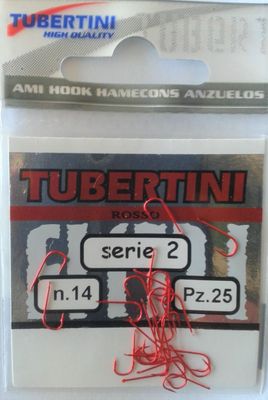 TUBERTINI
HIGH QUALITY
AMI HOOK HAMECONS ANZUELOS
TUBERTINI
ROSSO
serie 2
n.14
Pz.25